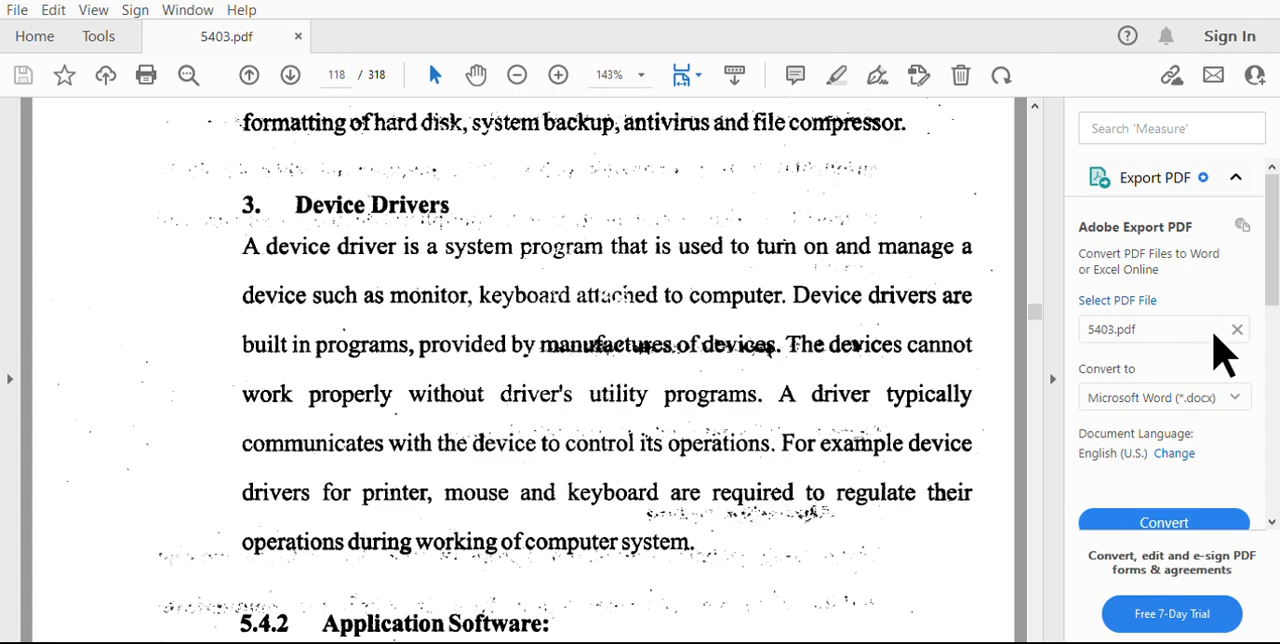 File Edit View Sign Window Help
Home Tools 5403.pdf × ? Sign In
118 / 318 143%
formatting of hard disk, system backup, antivirus and file compressor.
3. Device Drivers
A device driver is a system program that is used to turn on and manage a
device such as monitor, keyboard attached to computer. Device drivers are
built in programs, provided by manufactures of devices. The devices cannot
work properly without driver's utility programs. A driver typically
communicates with the device to control its operations. For example device
drivers for printer, mouse and keyboard are required to regulate their
operations during working of computer system.
5.4.2 Application Software:
Search 'Measure'
Export PDF
Adobe Export PDF
Convert PDF Files to Word
or Excel Online
Select PDF File
5403.pdf
Convert to
Microsoft Word (*.docx)
Document Language:
English (U.S.) Change
Convert
Convert, edit and e-sign PDF
forms & agreements
Free 7-Day Trial